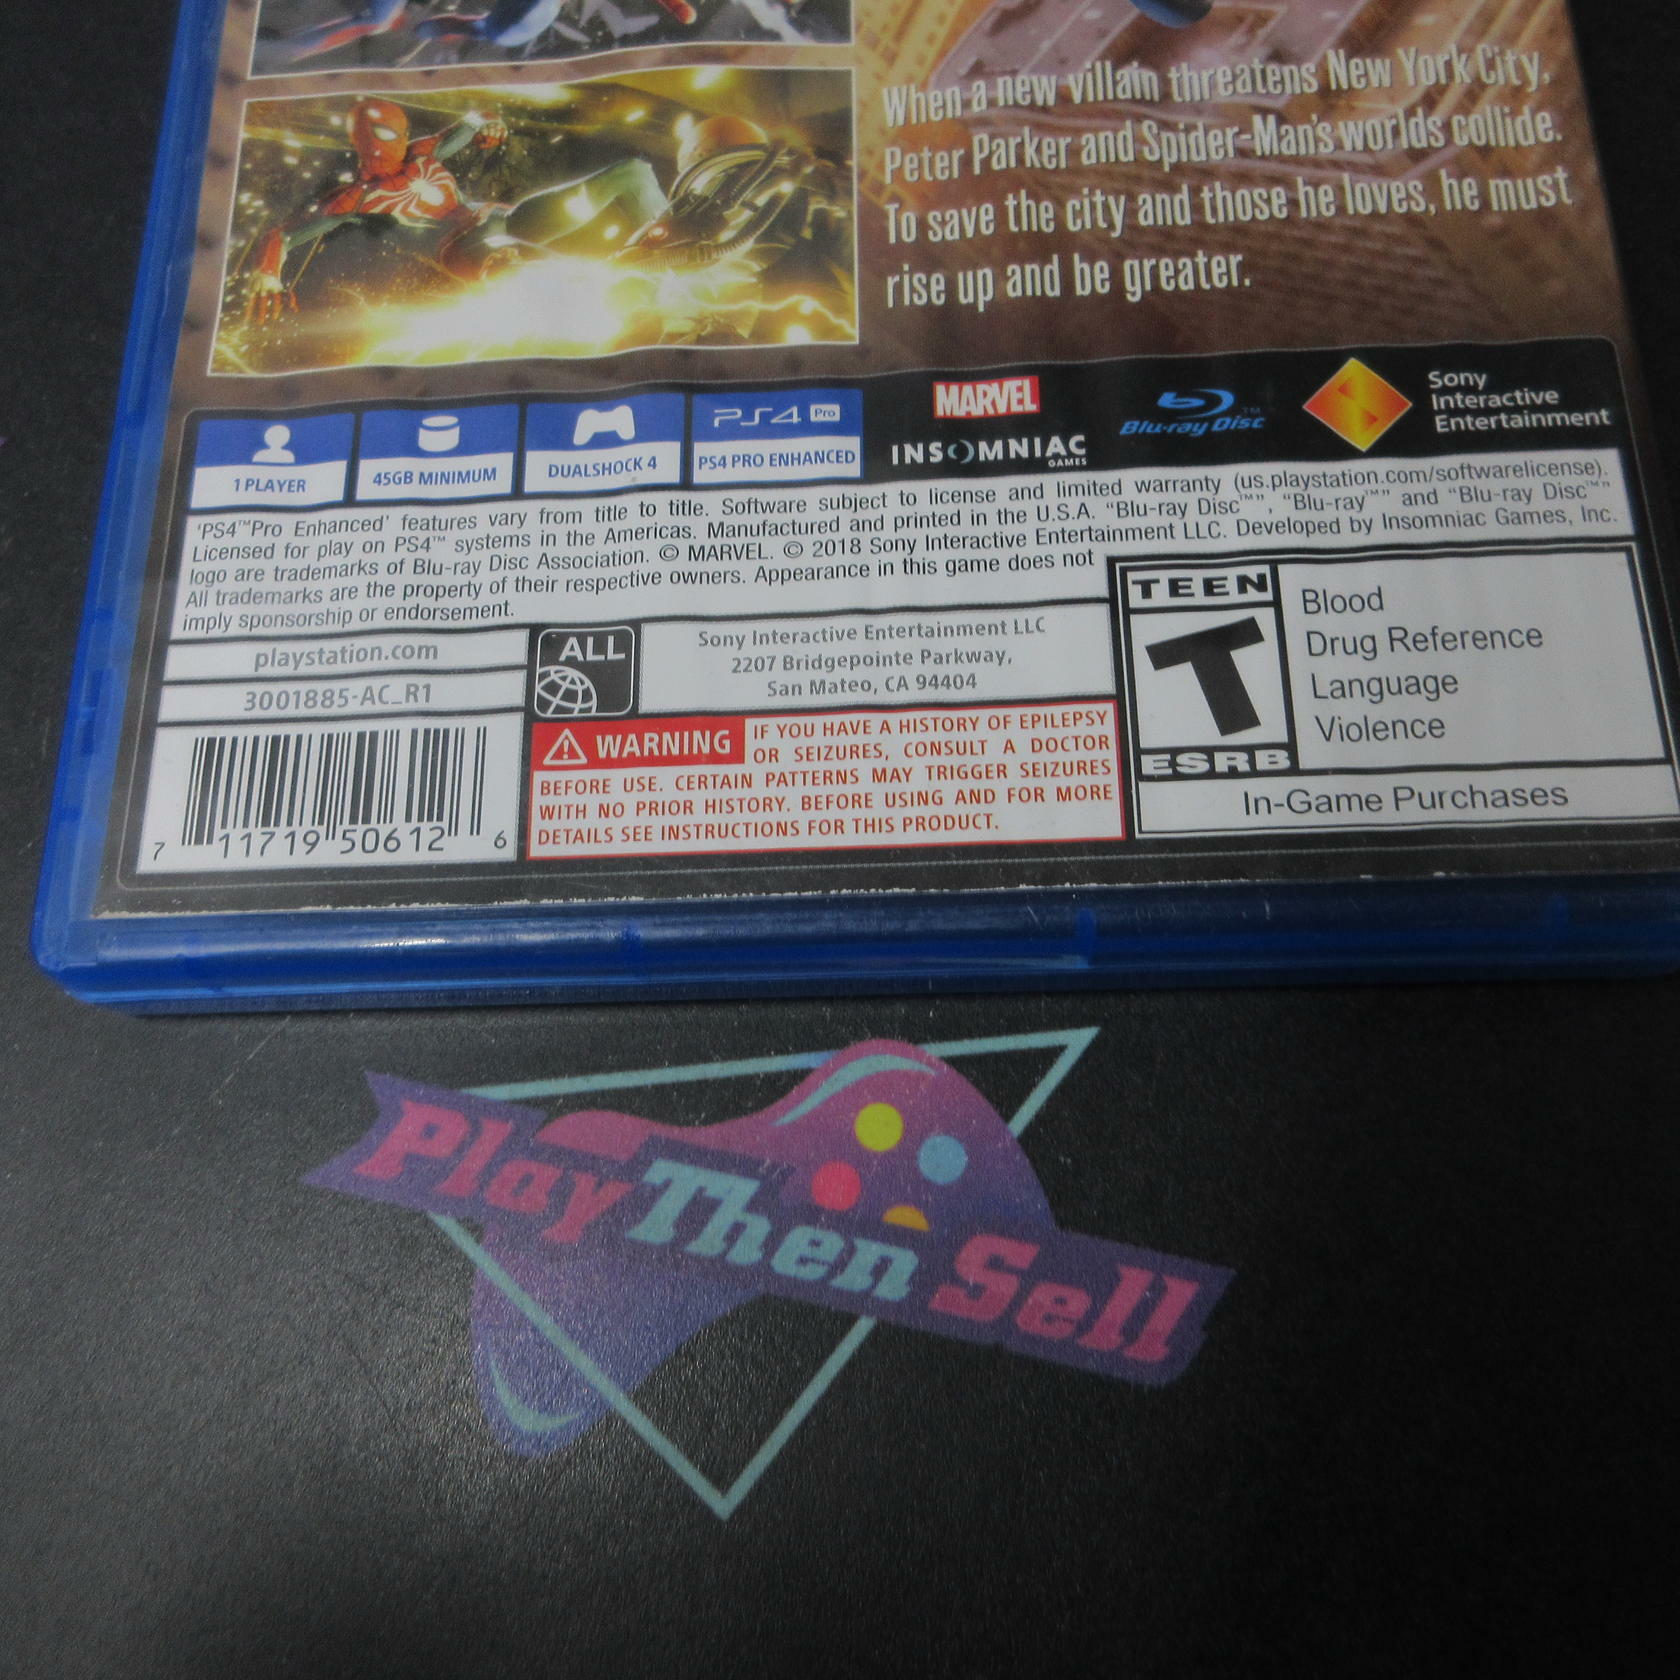 When a new villain threatens New York City,
Peter Parker and Spider-Man's worlds collide.
To save the city and those he loves, he must
rise up and be greater.
1 PLAYER
45GB MINIMUM
DUALSHOCK 4
PS4 Pro
PS4 PRO ENHANCED
MARVEL
INSOMNIAC
GAMES
Blu-ray Disc™
Sony
Interactive
Entertainment
'PS4™Pro Enhanced' features vary from title to title. Software subject to license and limited warranty (us.playstation.com/softwarelicense).
Licensed for play on PS4™ systems in the Americas. Manufactured and printed in the U.S.A. “Blu-ray Disc™”, “Blu-ray™” and “Blu-ray Disc™”
logo are trademarks of Blu-ray Disc Association. © MARVEL. © 2018 Sony Interactive Entertainment LLC. Developed by Insomniac Games, Inc.
All trademarks are the property of their respective owners. Appearance in this game does not
imply sponsorship or endorsement.
playstation.com
3001885-AC_R1
7 11719 50612 6
ALL
Sony Interactive Entertainment LLC
2207 Bridgepointe Parkway,
San Mateo, CA 94404
WARNING IF YOU HAVE A HISTORY OF EPILEPSY
OR SEIZURES, CONSULT A DOCTOR
BEFORE USE. CERTAIN PATTERNS MAY TRIGGER SEIZURES
WITH NO PRIOR HISTORY. BEFORE USING AND FOR MORE
DETAILS SEE INSTRUCTIONS FOR THIS PRODUCT.
TEEN
T
ESRB
Blood
Drug Reference
Language
Violence
In-Game Purchases
Play Then Sell